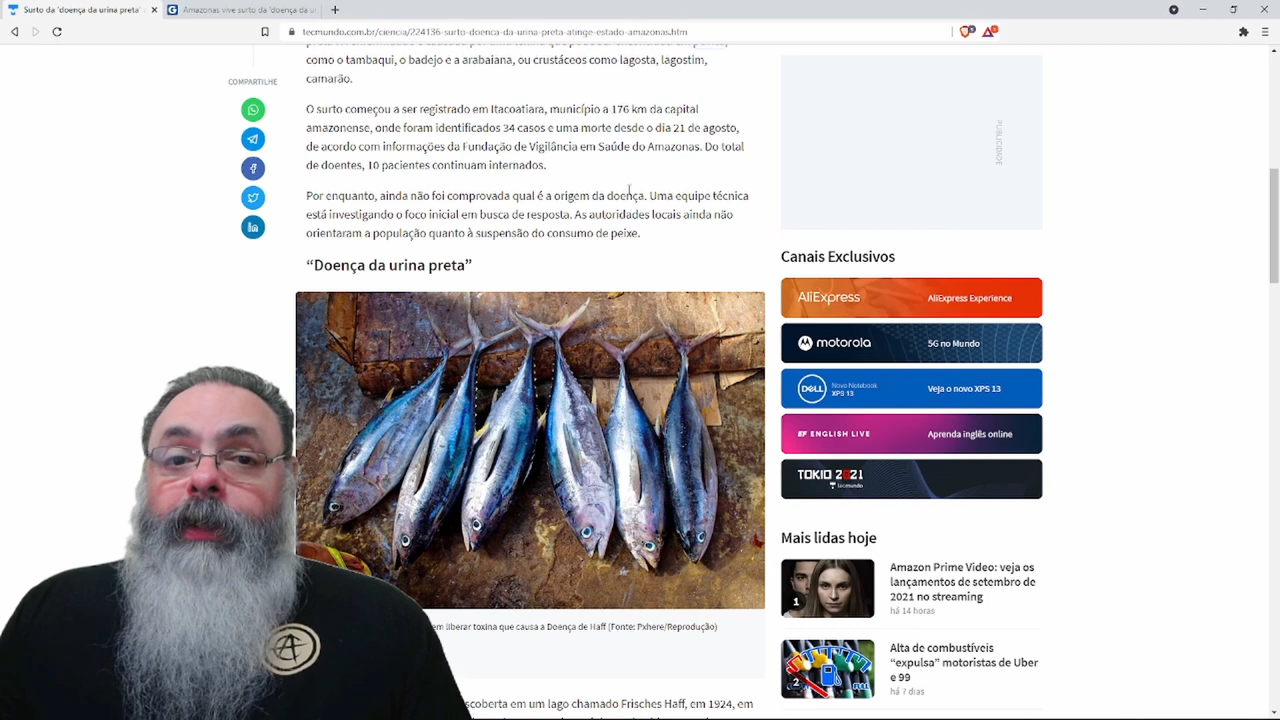 Surto da 'doença da urina preta'
Amazonas vive surto da 'doença da u
tecmundo.com.br/ciencia/224136-surto-doenca-da-urina-preta-atinge-estado-amazonas.htm
como o tambaqui, o badejo e a arabaiana, ou crustáceos como lagosta, lagostim,
camarão.
COMPARTILHE
O surto começou a ser registrado em Itacoatiara, município a 176 km da capital
amazonense, onde foram identificados 34 casos e uma morte desde o dia 21 de agosto,
de acordo com informações da Fundação de Vigilância em Saúde do Amazonas. Do total
de doentes, 10 pacientes continuam internados.
Por enquanto, ainda não foi comprovada qual é a origem da doença. Uma equipe técnica
está investigando o foco inicial em busca de resposta. As autoridades locais ainda não
orientaram a população quanto à suspensão do consumo de peixe.
“Doença da urina preta”
em liberar toxina que causa a Doença de Haff (Fonte: Pxhere/Reprodução)
scoberta em um lago chamado Frisches Haff, em 1924, em
PUBLICIDADE
Canais Exclusivos
AliExpress
AliExpress Experience
motorola
5G no Mundo
DELL
Novo Notebook
XPS 13
Veja o novo XPS 13
EF ENGLISH LIVE
Aprenda inglês online
TOKIO 2021
tecmundo
Mais lidas hoje
1
Amazon Prime Video: veja os
lançamentos de setembro de
2021 no streaming
há 14 horas
2
Alta de combustíveis
“expulsa” motoristas de Uber
e 99
há 7 dias